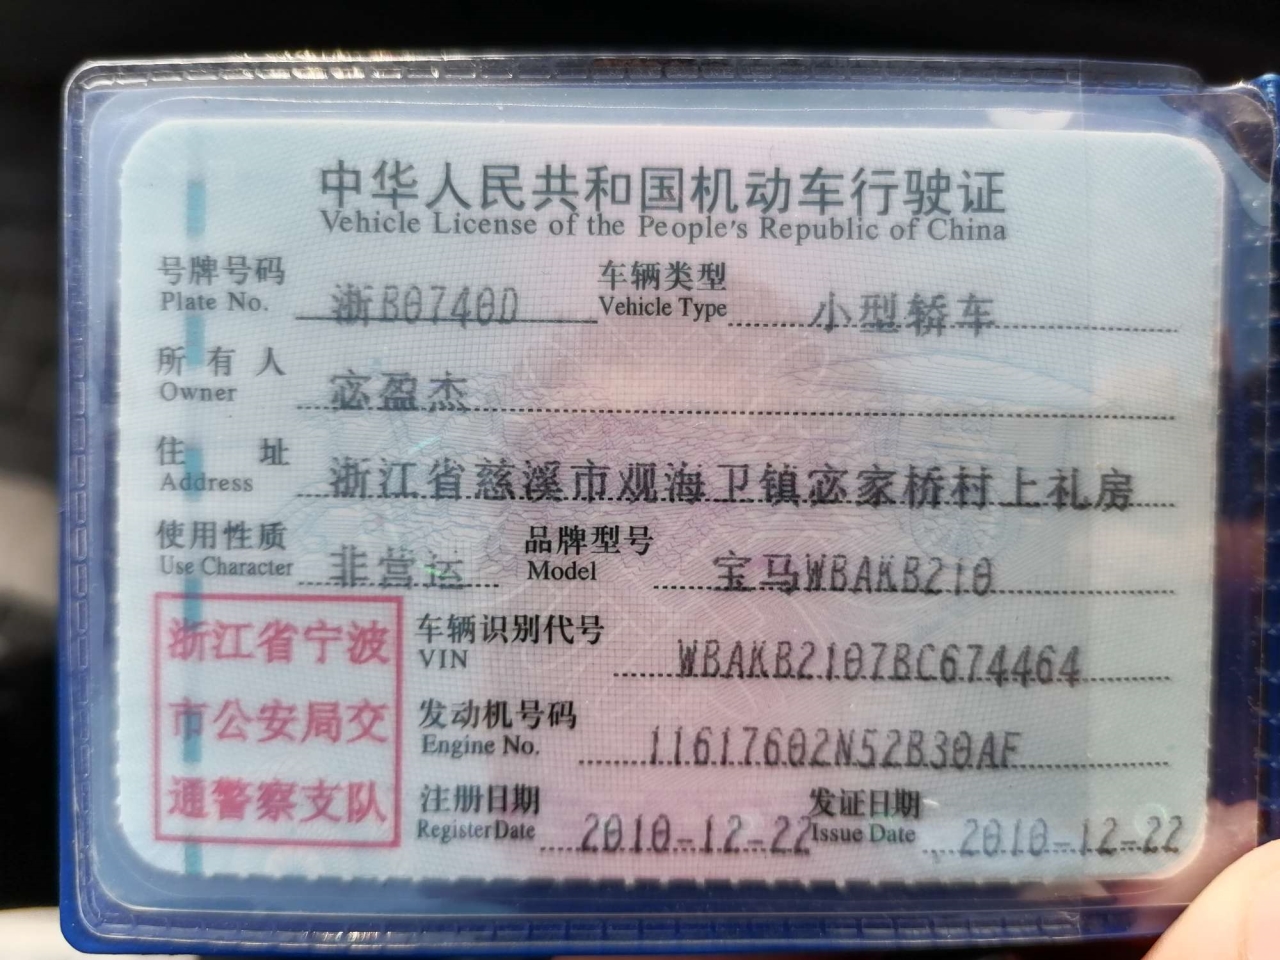 中华人民共和国机动车行驶证
Vehicle License of the People's Republic of China
号牌号码 浙B0740D 车辆类型 小型轿车
Plate No. Vehicle Type
所有人 宓盈杰
Owner
住址 浙江省慈溪市观海卫镇宓家桥村上礼房
Address
使用性质 非营运 品牌型号 宝马WBAKB210
Use Character Model
浙江省宁波
市公安局交
通警察支队
车辆识别代号 WBAKB2107BC674464
VIN
发动机号码 11617602N52B30AF
Engine No.
注册日期 2010-12-22 发证日期 2010-12-22
Register Date Issue Date